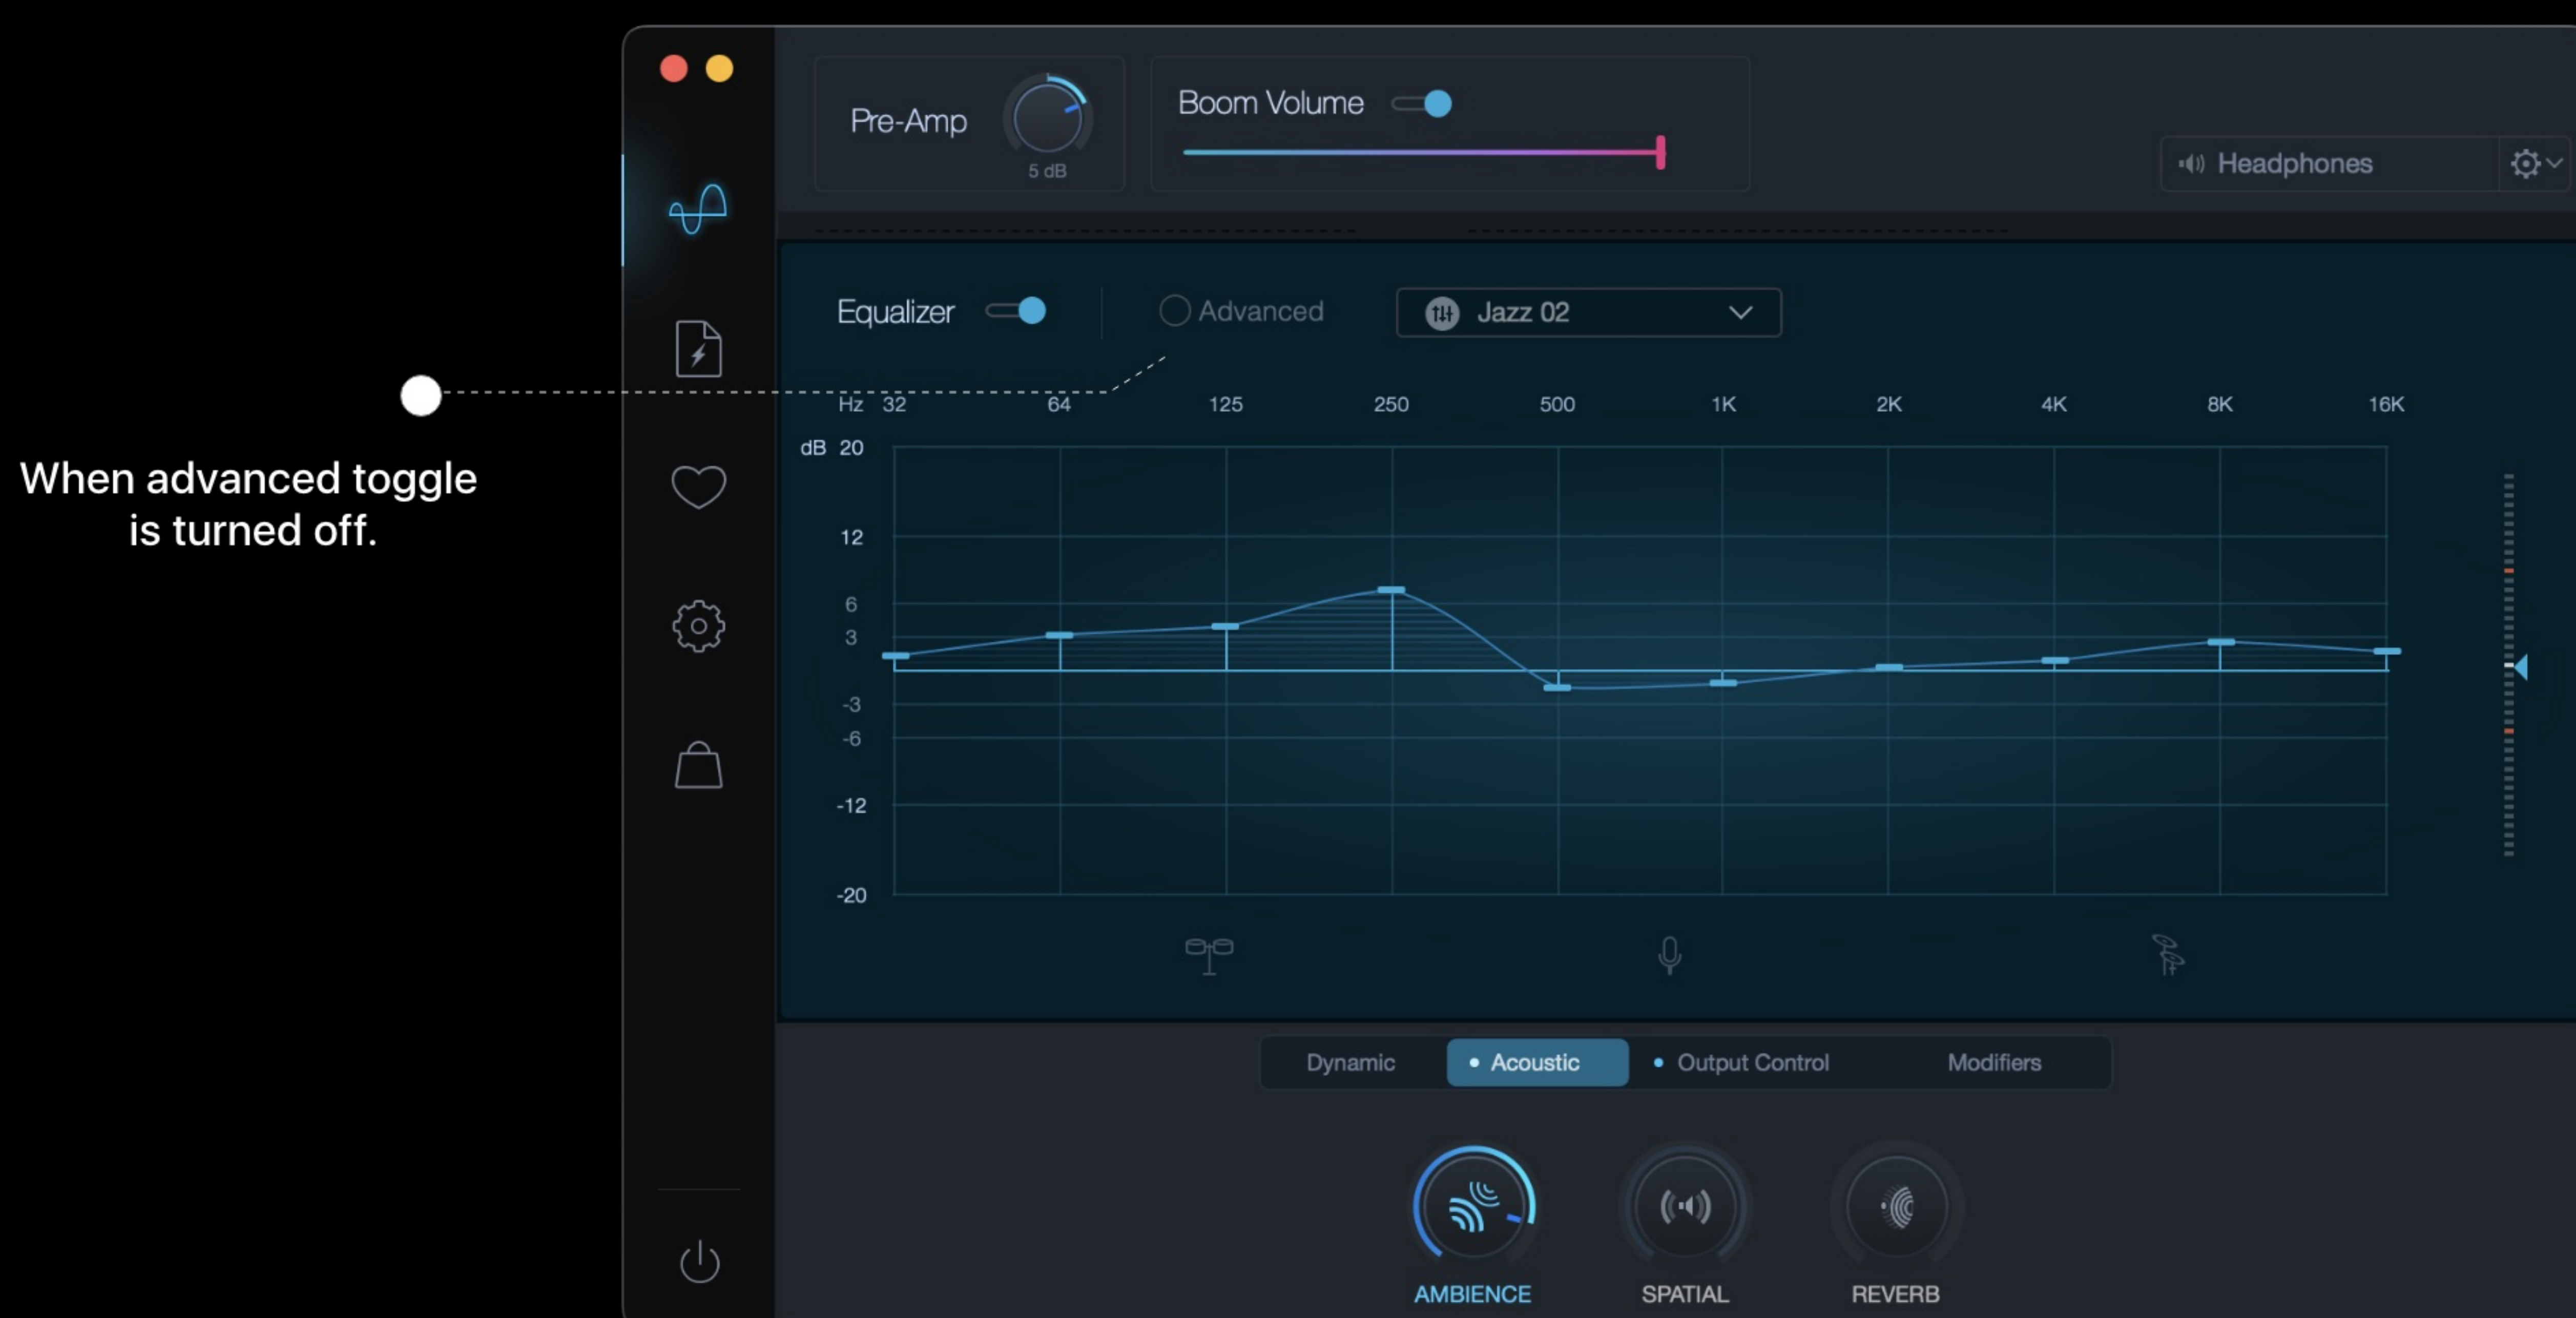 Pre-Amp
5 dB
Boom Volume
Headphones
Equalizer
Advanced
Jazz 02
When advanced toggle
is turned off.
Hz 32 64 125 250 500 1K 2K 4K 8K 16K
dB 20
12
6
3
-3
-6
-12
-20
Dynamic
Acoustic
Output Control
Modifiers
AMBIENCE
SPATIAL
REVERB